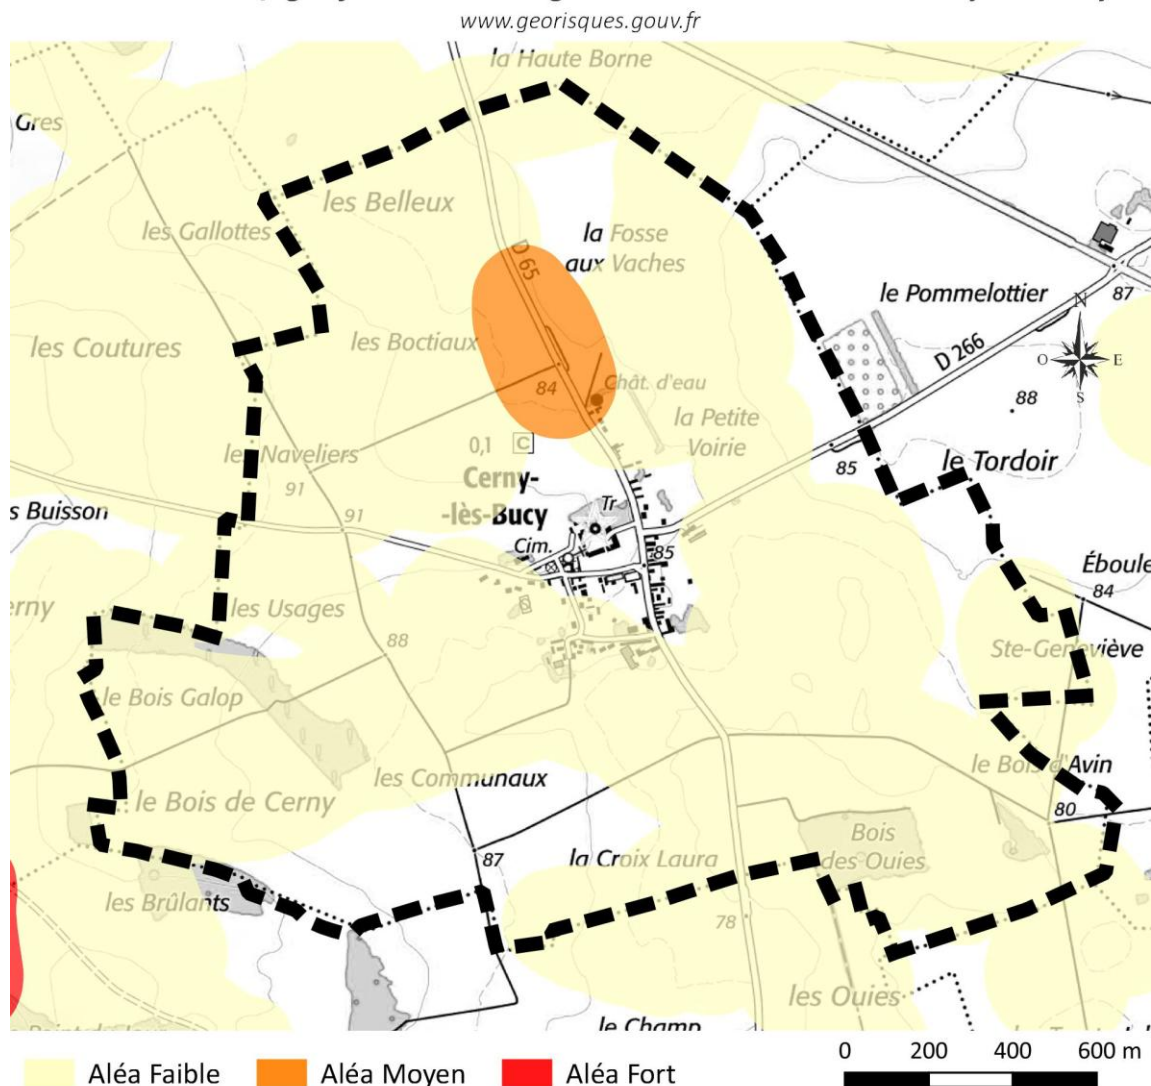 www.georisques.gouv.fr
la Haute Borne
Gres
les Belleux
les Gallottes
la Fosse
aux Vaches
D 65
le Pommelottier
87
N
O
E
S
les Coutures
les Boctiaux
D 266
84
Chât. d'eau
88
la Petite
Voirie
0,1 C
les Naveliers
91
Cerny-
-lès-Bucy
85
le Tordoir
s Buisson
91
Tr
Cim.
85
Éboule
84
erny
les Usages
88
Ste-Geneviève
le Bois Galop
les Communaux
le Bois d'Avin
le Bois de Cerny
80
Bois
des Ouies
87
la Croix Laura
les Brûlants
78
les Ouies
le Champ
Aléa Faible
Aléa Moyen
Aléa Fort
0 200 400 600 m